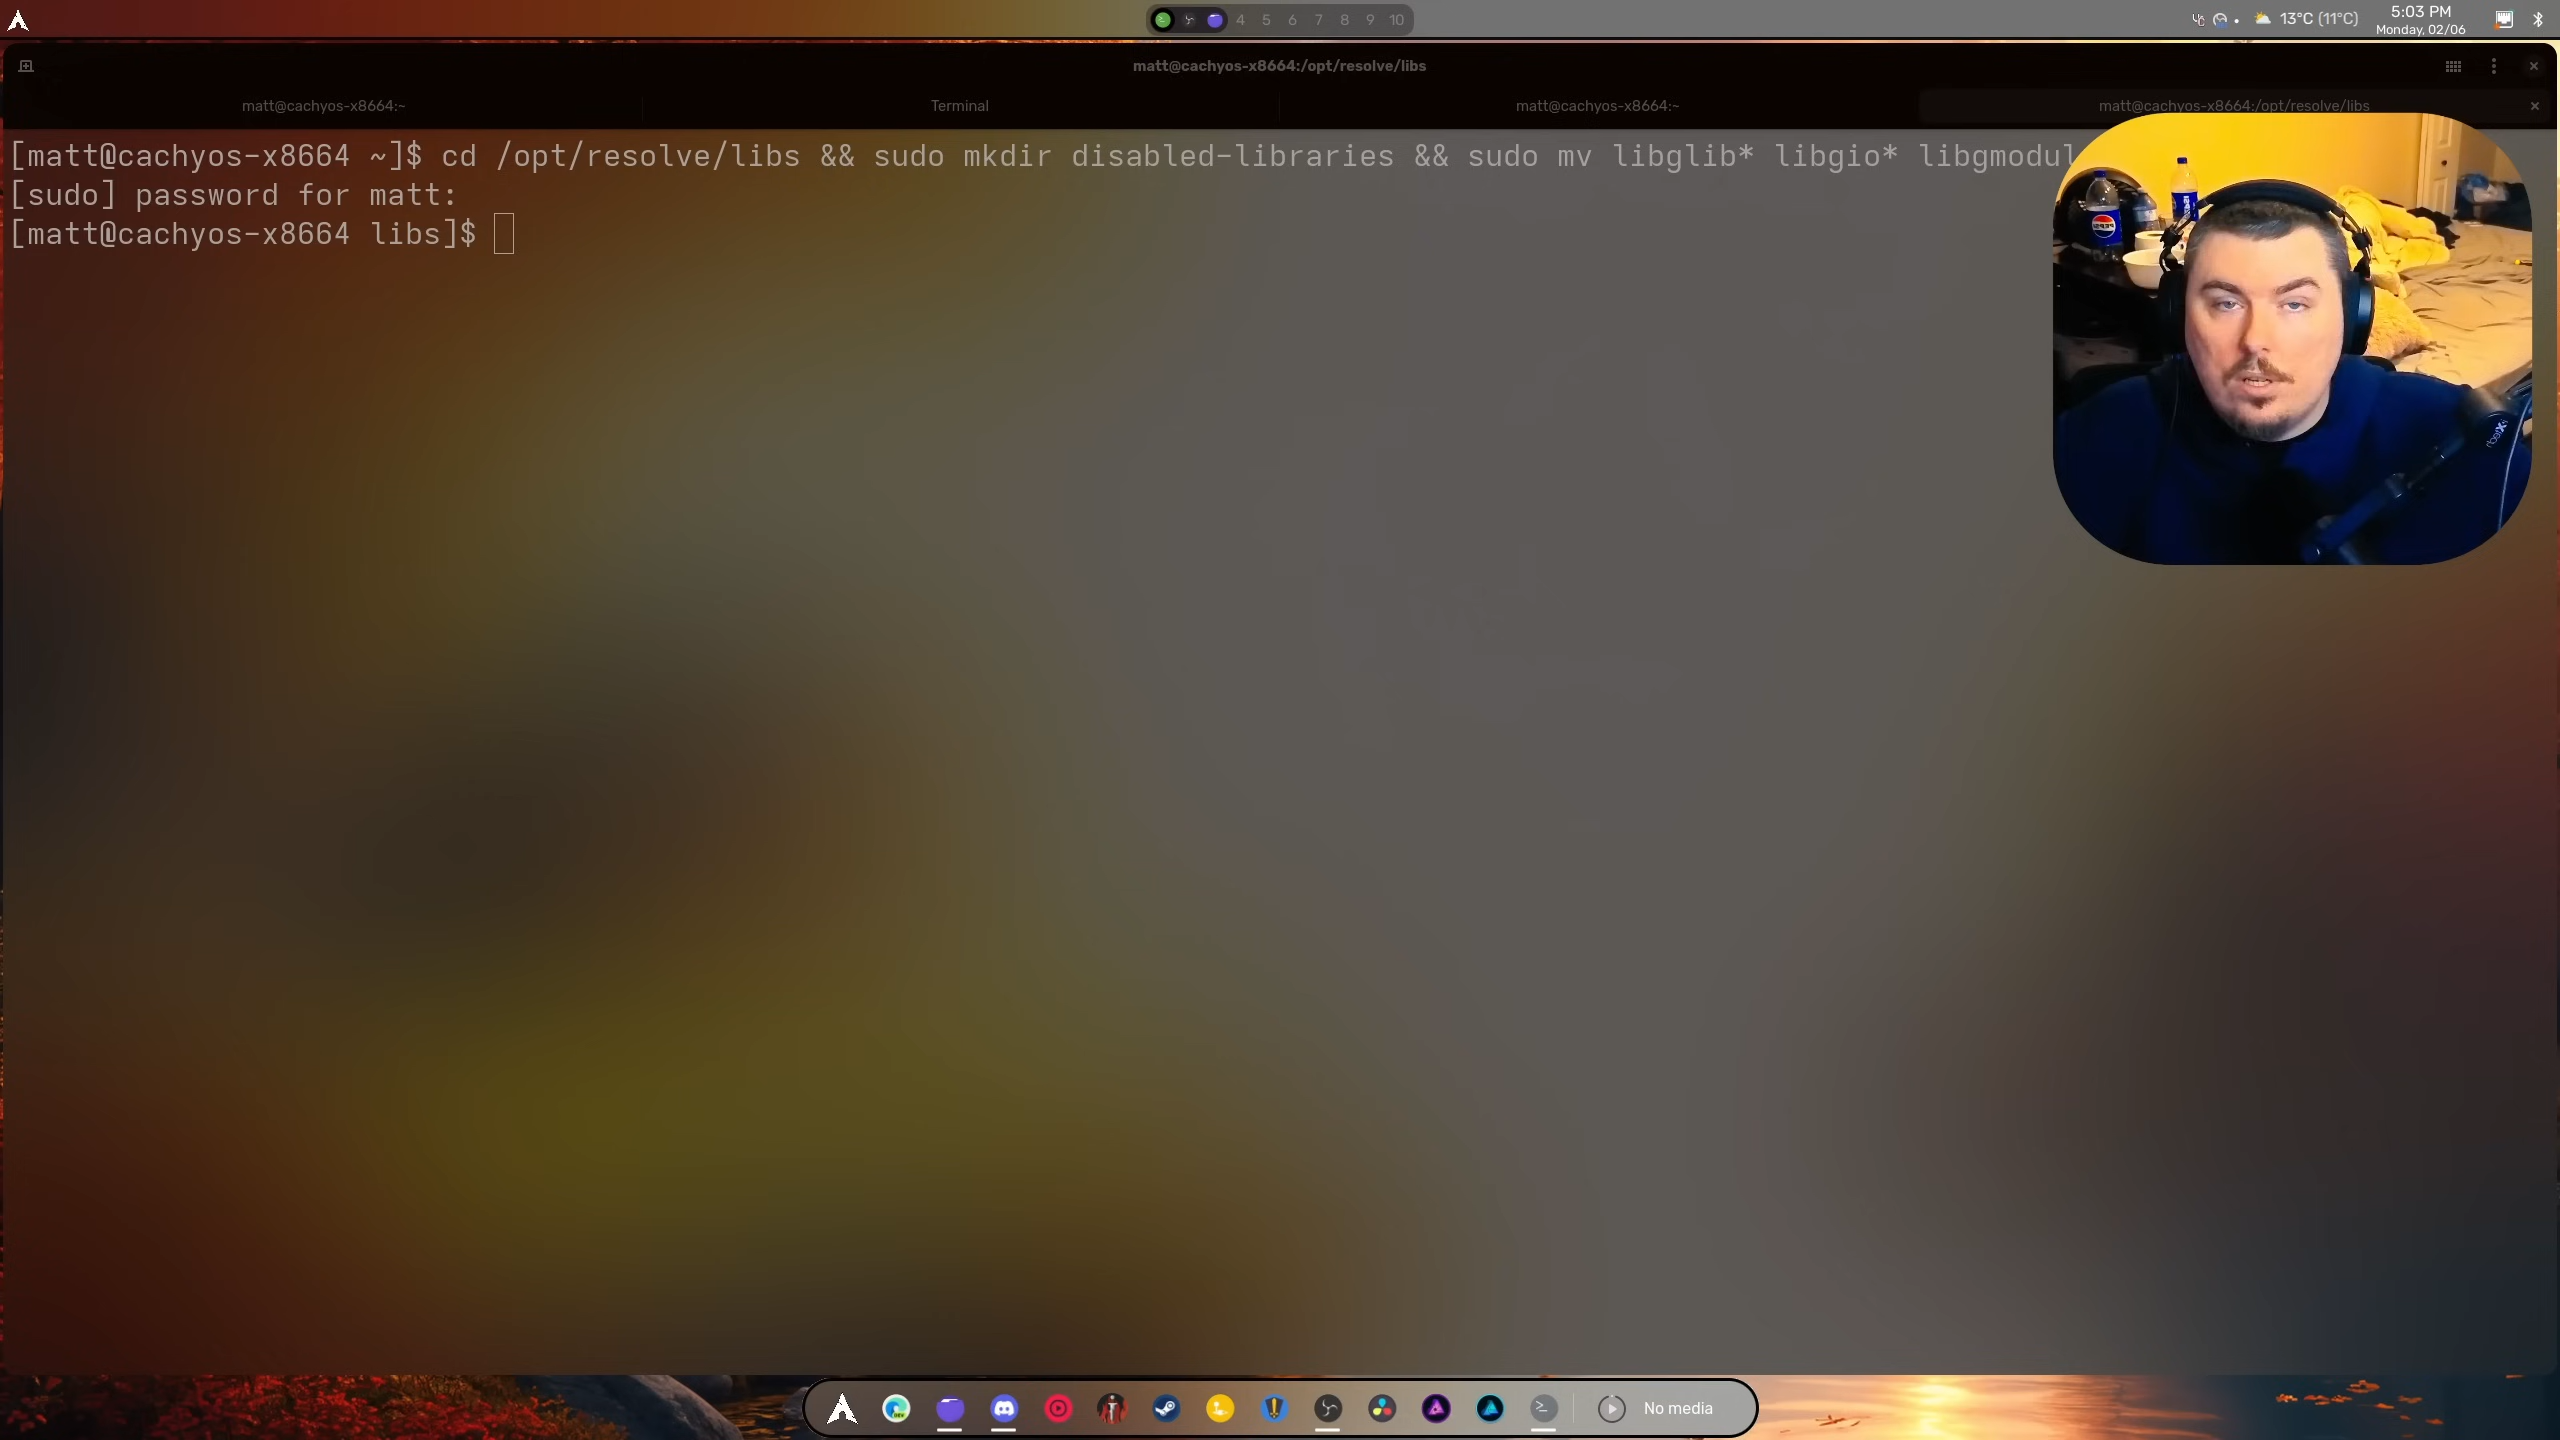 4 5 6 7 8 9 10
13°C (11°C)
5:03 PM
Monday, 02/06
matt@cachyos-x8664:/opt/resolve/libs
matt@cachyos-x8664:~
Terminal
matt@cachyos-x8664:~
matt@cachyos-x8664:/opt/resolve/libs
[matt@cachyos-x8664 ~]$ cd /opt/resolve/libs && sudo mkdir disabled-libraries && sudo mv libglib* libgio* libgmodul
[sudo] password for matt:
[matt@cachyos-x8664 libs]$
No media